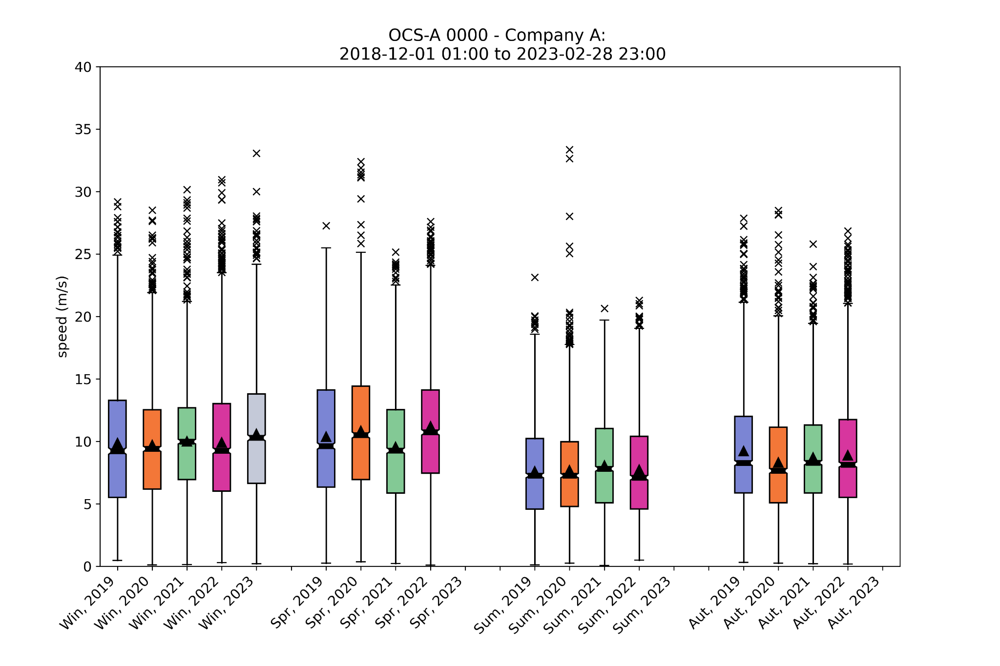 OCS-A 0000 - Company A:
2018-12-01 01:00 to 2023-02-28 23:00
40
35
30
25
20
15
10
5
0
speed (m/s)
Win, 2019
Win, 2020
Win, 2021
Win, 2022
Win, 2023
Spr, 2019
Spr, 2020
Spr, 2021
Spr, 2022
Spr, 2023
Sum, 2019
Sum, 2020
Sum, 2021
Sum, 2022
Sum, 2023
Aut, 2019
Aut, 2020
Aut, 2021
Aut, 2022
Aut, 2023